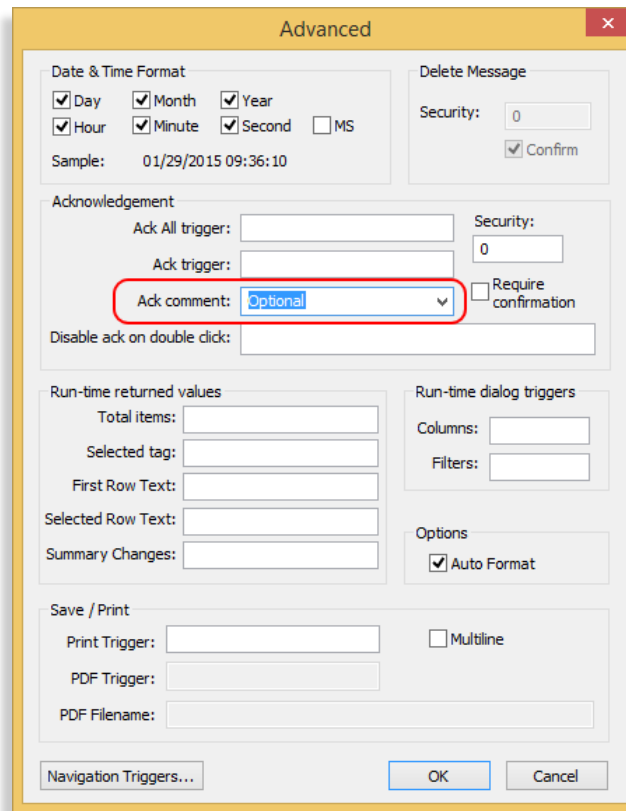 Advanced
Date & Time Format
Day Month Year
Hour Minute Second MS
Sample: 01/29/2015 09:36:10
Delete Message
Security: 0
Confirm
Acknowledgement
Ack All trigger:
Ack trigger:
Ack comment: Optional
Disable ack on double click:
Security:
0
Require
confirmation
Run-time returned values
Total items:
Selected tag:
First Row Text:
Selected Row Text:
Summary Changes:
Run-time dialog triggers
Columns:
Filters:
Options
Auto Format
Save / Print
Print Trigger:
Multiline
PDF Trigger:
PDF Filename:
Navigation Triggers...
OK
Cancel